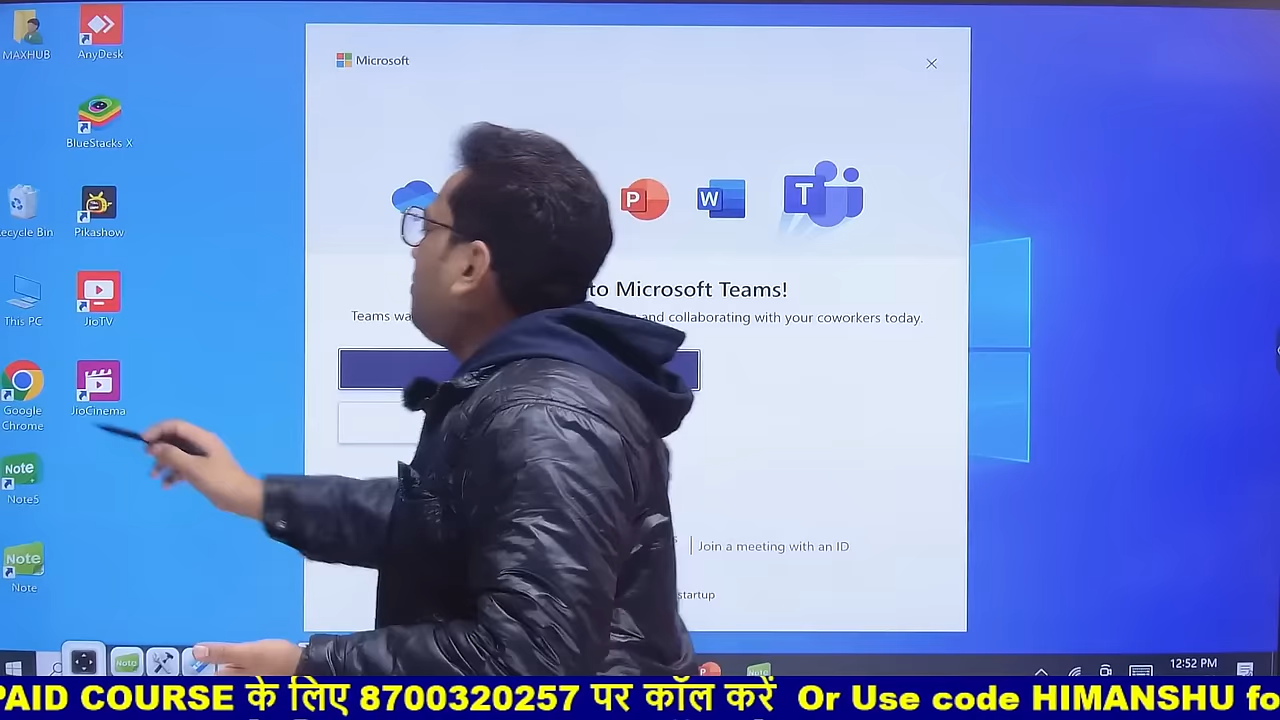 MAXHUB
AnyDesk
BlueStacks X
ecycle Bin
Pikashow
This PC
JioTV
Google
Chrome
JioCinema
Note
Note5
Note
Note
Microsoft
P
W
T
to Microsoft Teams!
Teams wa
and collaborating with your coworkers today.
Join a meeting with an ID
startup
Note
P
Note
12:52 PM
PAID COURSE के लिए 8700320257 पर कॉल करें Or Use code HIMANSHU fo